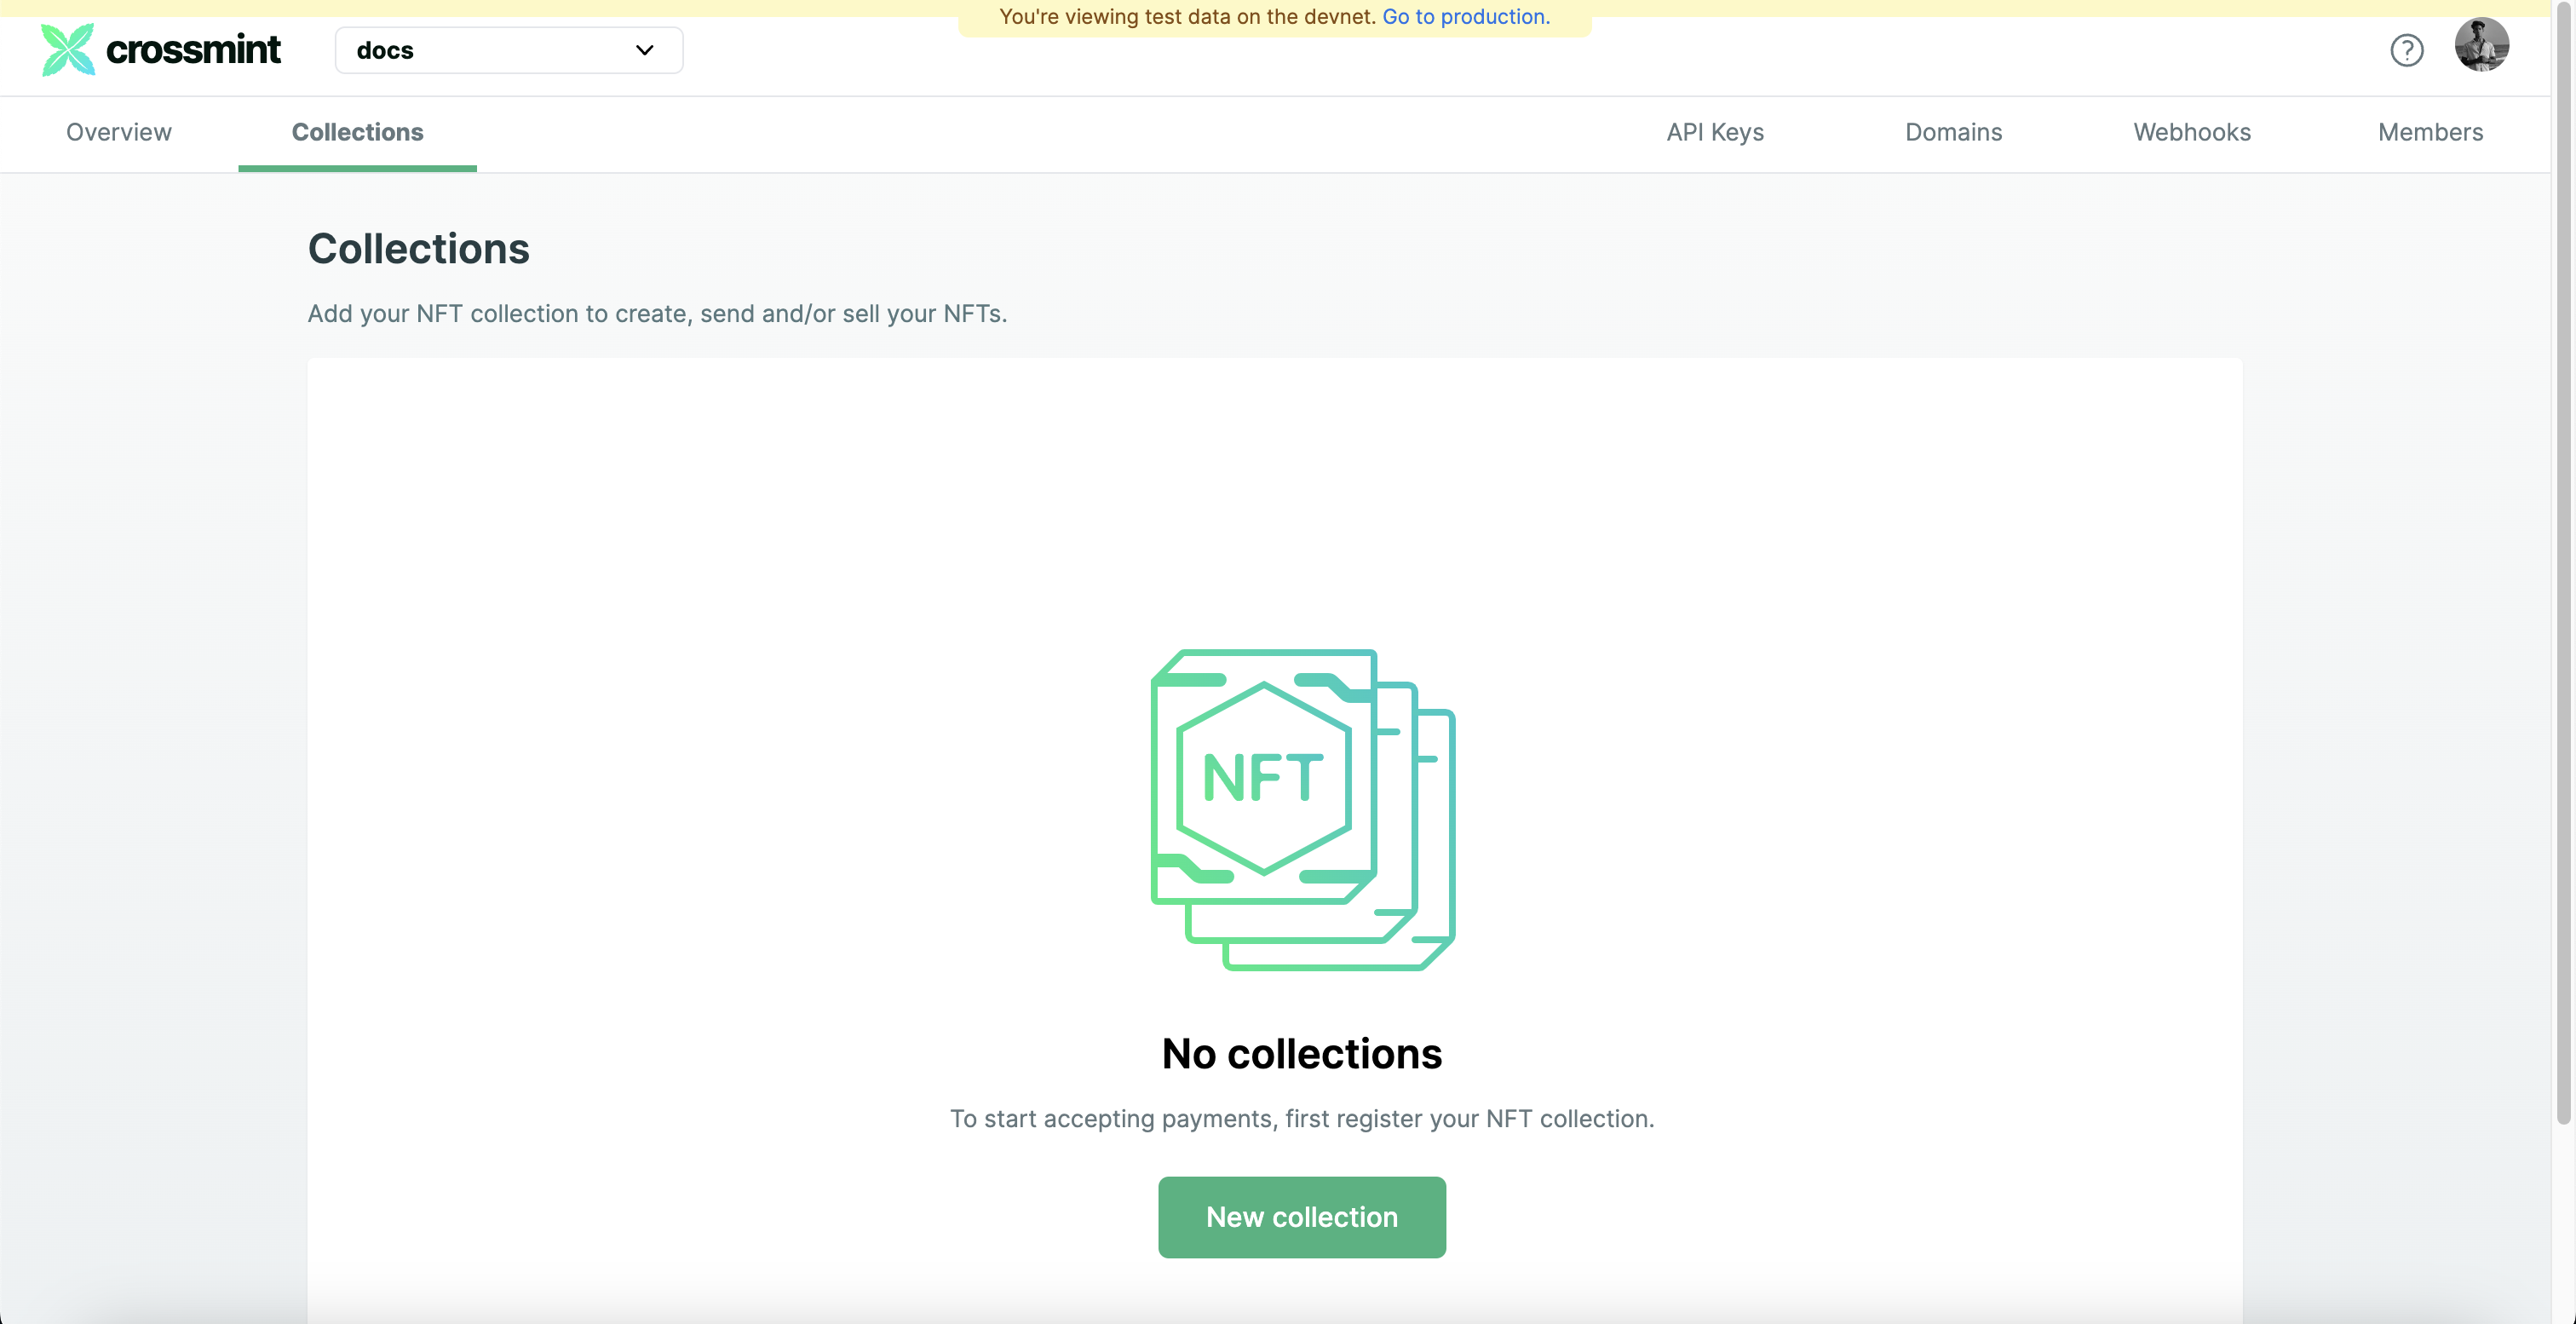 You're viewing test data on the devnet. Go to production.
crossmint
docs
?
Overview
Collections
API Keys
Domains
Webhooks
Members
Collections
Add your NFT collection to create, send and/or sell your NFTs.
NFT
No collections
To start accepting payments, first register your NFT collection.
New collection